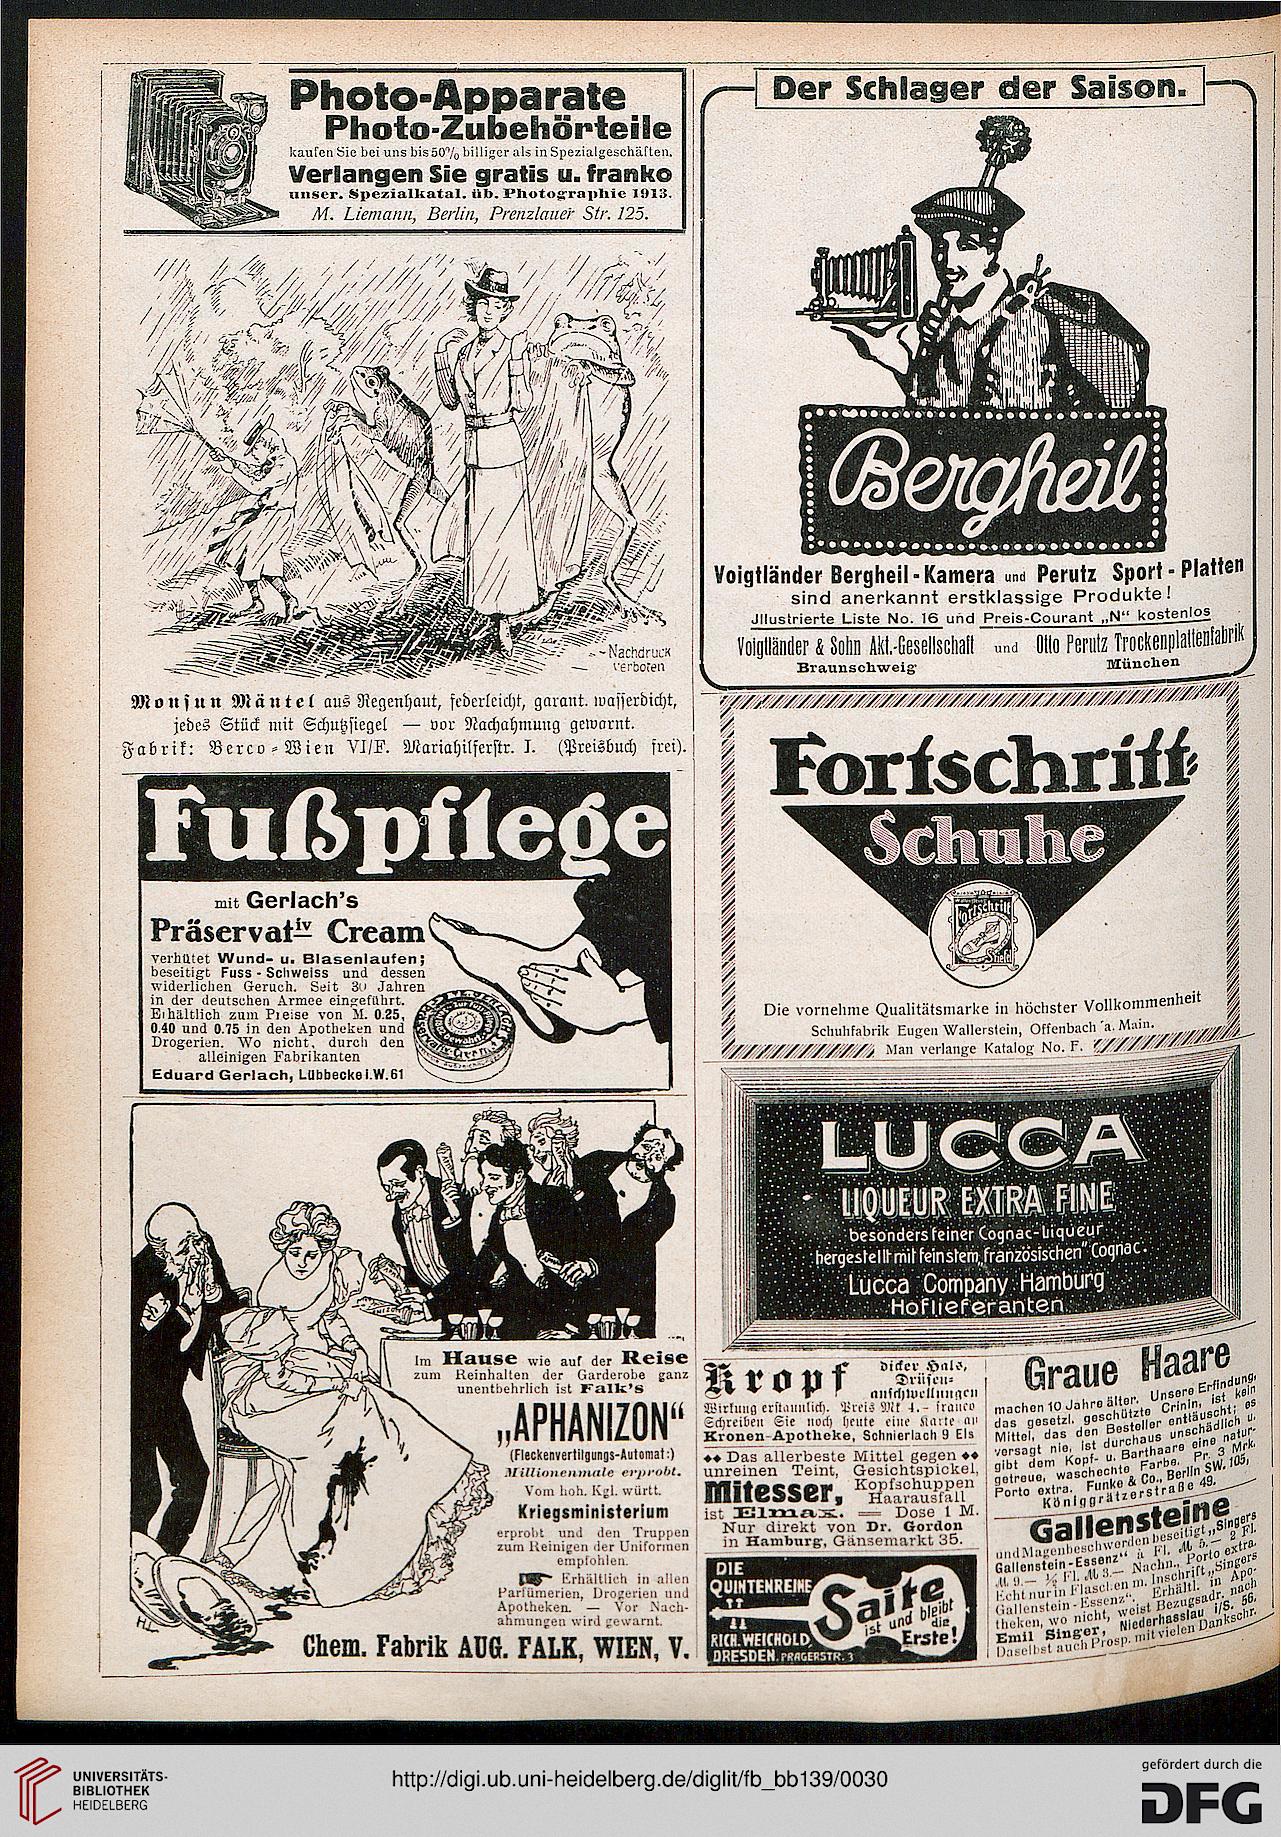 Photo-Apparate
Photo-Zubehörteile
kaufen Sie bei uns bis 50% billiger als in Spezialgeschäften.
Verlangen Sie gratis u. franko
unser. Spezialkatal. üb. Photographie 1913.
M. Liemann, Berlin, Prenzlauer Str. 125.
Nachdruck
verboten
Monsun Mäntel aus Regenhaut, federleicht, garant. wasserdicht,
jedes Stück mit Schutzsiegel — vor Nachahmung gewarnt.
Fabrik: Berco-Wien VI/F. Mariahilferstr. I. (Preisbuch frei).
Fußpflege
mit Gerlach's
Präservativ Cream
verhütet Wund- u. Blasenlaufen;
beseitigt Fuss-Schweiss und dessen
widerlichen Geruch. Seit 30 Jahren
in der deutschen Armee eingeführt.
Erhältlich zum Preise von M. 0.25,
0.40 und 0.75 in den Apotheken und
Drogerien. Wo nicht, durch den
alleinigen Fabrikanten
Eduard Gerlach, Lübbecke i.W. 61
Im Hause wie auf der Reise
zum Reinhalten der Garderobe ganz
unentbehrlich ist Falk's
„APHANIZON“
(Fleckenvertilgungs-Automat:)
Millionenmale erprobt.
Vom hoh. Kgl. württ.
Kriegsministerium
erprobt und den Truppen
zum Reinigen der Uniformen
empfohlen.
Erhältlich in allen
Parfümerien, Drogerien und
Apotheken. — Vor Nach-
ahmungen wird gewarnt.
Chem. Fabrik AUG. FALK, WIEN, V.
Der Schlager der Saison.
Bergheil
Voigtländer Bergheil-Kamera und Perutz Sport-Platten
sind anerkannt erstklassige Produkte!
Jllustrierte Liste No. 16 und Preis-Courant „N“ kostenlos
Voigtländer & Sohn Akt.-Gesellschaft und Otto Perutz Trockenplattenfabrik
Braunschweig München
Fortschritt-
Schuhe
Fortschritt
Stiefel
Die vornehme Qualitätsmarke in höchster Vollkommenheit
Schuhfabrik Eugen Wallerstein, Offenbach a. Main.
Man verlange Katalog No. F.
LUCCA
LIQUEUR EXTRA FINE
besonders feiner Cognac-Liqueur
hergestellt mit feinstem, französischen Cognac.
Lucca Company Hamburg
Hoflieferanten
Kropf dicker Hals,
Drüsen-
anschwellungen
Wirkung erstaunlich. Preis Mk 4.- franco
Schreiben Sie noch heute eine Karte an
Kronen-Apotheke, Schnierlach 9 Els
Das allerbeste Mittel gegen
unreinen Teint, Gesichtspickel,
Mitesser, Kopfschuppen
Haarausfall
ist Elmax. = Dose 1 M.
Nur direkt von Dr. Gordon
in Hamburg, Gänsemarkt 35.
DIE
QUINTENREINE
Saite
ist und bleibt
die
Erste!
RICH. WEICHOLD,
DRESDEN, PRAGERSTR. 3
Graue Haare
machen 10 Jahre älter. Unsere Erfindung,
das gesetzl. geschützte Crinin, ist kein
Mittel, das den Besteller entläuscht; es
versagt nie, ist durchaus unschädlich u.
gibt dem Kopf- u. Barthaare eine natur-
getreue, waschechte Farbe. Pr. 3 Mrk.
Porto extra. Funke & Co., Berlin SW. 105,
Königgrätzerstraße 49.
Gallensteine
und Magenbeschwerden beseitigt „Singers
Gallenstein-Essenz“ à Fl. M 5.— 2 Fl.
M 9.— ½ Fl. M 3.— Nachn., Porto extra.
Echt nur in Flaschen m. Inschrift „Singers
Gallenstein-Essenz“. Erhältl. in Apo-
theken, wo nicht, weist Bezugsadr. nach
Emil Singer, Niederhasslau i/S. 56.
Daselbst auch Prosp. mit vielen Dankschr.
UNIVERSITÄTS-
BIBLIOTHEK
HEIDELBERG
http://digi.ub.uni-heidelberg.de/diglit/fb_bb139/0030
gefördert durch die
DFG